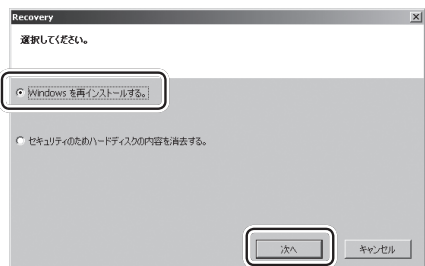 Recovery
選択してください。
Windows を再インストールする。
セキュリティのためハードディスクの内容を消去する。
次へ
キャンセル